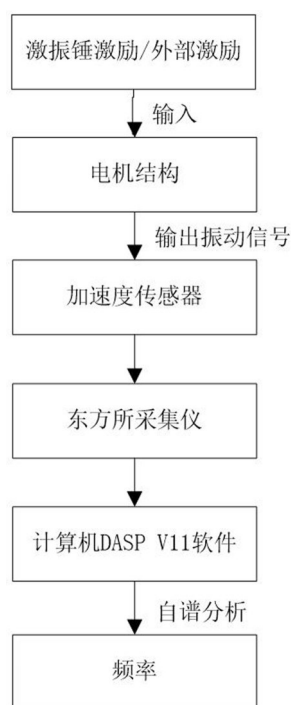 激振锤激励/外部激励
输入
电机结构
输出振动信号
加速度传感器
东方所采集仪
计算机DASP V11软件
自谱分析
频率